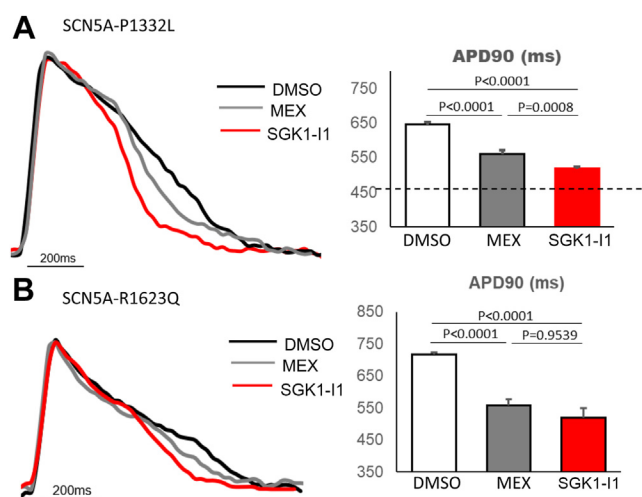 A
SCN5A-P1332L
DMSO
MEX
SGK1-I1
200ms
APD90 (ms)
P<0.0001
P<0.0001
P=0.0008
750
650
550
450
350
DMSO
MEX
SGK1-I1
B
SCN5A-R1623Q
DMSO
MEX
SGK1-I1
200ms
APD90 (ms)
P<0.0001
P<0.0001
P=0.9539
850
750
650
550
450
350
DMSO
MEX
SGK1-I1